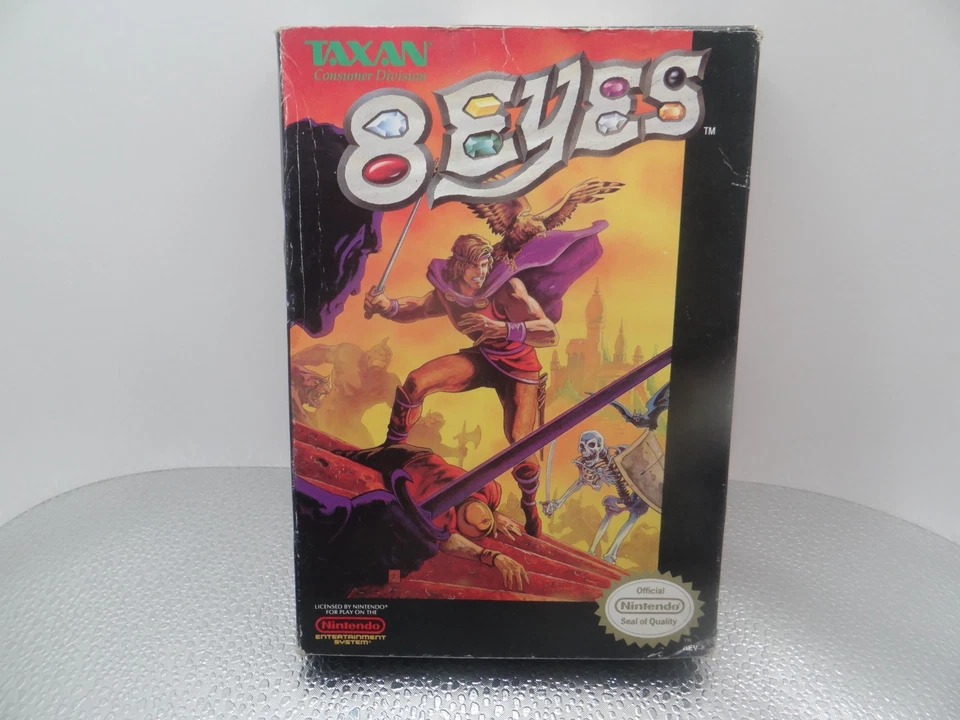 TAXAN
Consumer Division
8 EYES
TM
LICENSED BY NINTENDO®
FOR PLAY ON THE
Nintendo®
ENTERTAINMENT
SYSTEM®
Official
Nintendo®
Seal of Quality